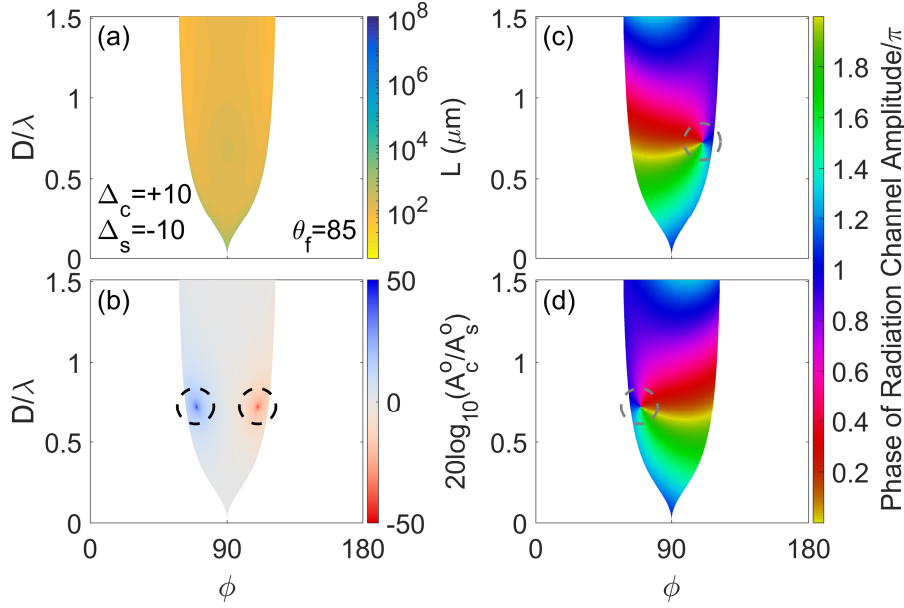 (a)
1.5
1
0.5
0
D/λ
Δc=+10
Δs=-10
θf=85
10^8
10^6
10^4
10^2
L (μm)
(c)
1.5
1
0.5
0
(b)
1.5
1
0.5
0
D/λ
0
90
180
ϕ
50
0
-50
20log10(A_c^o/A_s^o)
(d)
1.5
1
0.5
0
0
90
180
ϕ
1.8
1.6
1.4
1.2
1
0.8
0.6
0.4
0.2
Phase of Radiation Channel Amplitude/π